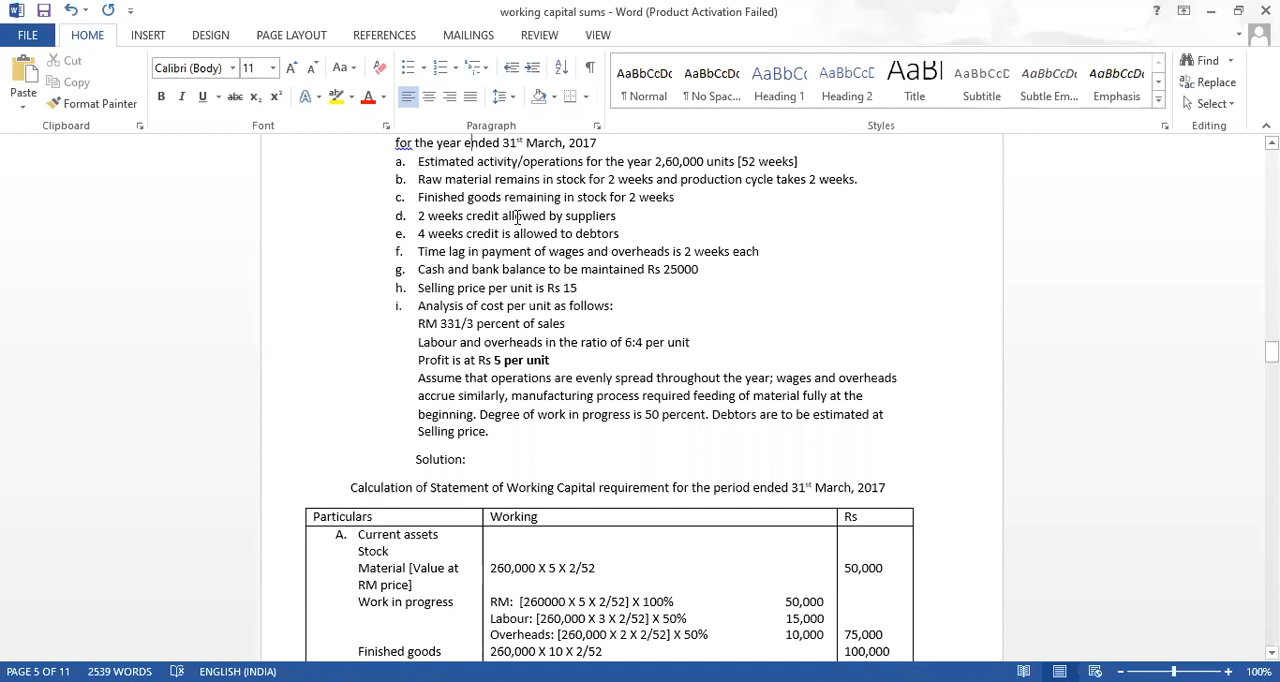 working capital sums - Word (Product Activation Failed)
FILE HOME INSERT DESIGN PAGE LAYOUT REFERENCES MAILINGS REVIEW VIEW
Paste
Cut
Copy
Format Painter
Clipboard
Calibri (Body) 11
Font
Paragraph
AaBbCcDc AaBbCcDc AaBbCc AaBbCcDc AaBl AaBbCcDc AaBbCcDc AaBbCcDc
¶ Normal ¶ No Spac... Heading 1 Heading 2 Title Subtitle Subtle Em... Emphasis
Styles
Find
Replace
Select
Editing
for the year ended 31st March, 2017
a. Estimated activity/operations for the year 2,60,000 units [52 weeks]
b. Raw material remains in stock for 2 weeks and production cycle takes 2 weeks.
c. Finished goods remaining in stock for 2 weeks
d. 2 weeks credit allowed by suppliers
e. 4 weeks credit is allowed to debtors
f. Time lag in payment of wages and overheads is 2 weeks each
g. Cash and bank balance to be maintained Rs 25000
h. Selling price per unit is Rs 15
i. Analysis of cost per unit as follows:
RM 331/3 percent of sales
Labour and overheads in the ratio of 6:4 per unit
Profit is at Rs 5 per unit
Assume that operations are evenly spread throughout the year; wages and overheads
accrue similarly, manufacturing process required feeding of material fully at the
beginning. Degree of work in progress is 50 percent. Debtors are to be estimated at
Selling price.
Solution:
Calculation of Statement of Working Capital requirement for the period ended 31st March, 2017
Particulars Working Rs
A. Current assets
Stock
Material [Value at 260,000 X 5 X 2/52 50,000
RM price]
Work in progress RM: [260000 X 5 X 2/52] X 100% 50,000
Labour: [260,000 X 3 X 2/52] X 50% 15,000
Overheads: [260,000 X 2 X 2/52] X 50% 10,000 75,000
Finished goods 260,000 X 10 X 2/52 100,000
PAGE 5 OF 11 2539 WORDS ENGLISH (INDIA) 100%